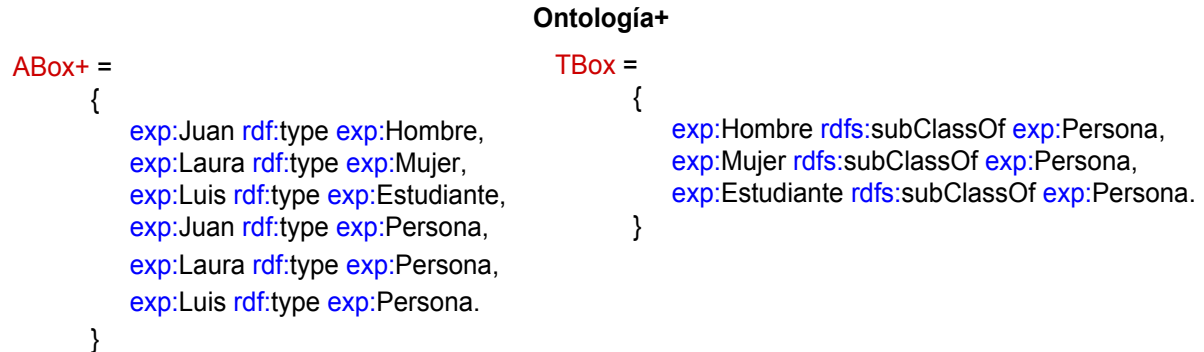 Ontología+
ABox+ =
{
exp:Juan rdf:type exp:Hombre,
exp:Laura rdf:type exp:Mujer,
exp:Luis rdf:type exp:Estudiante,
exp:Juan rdf:type exp:Persona,
exp:Laura rdf:type exp:Persona,
exp:Luis rdf:type exp:Persona.
}
TBox =
{
exp:Hombre rdfs:subClassOf exp:Persona,
exp:Mujer rdfs:subClassOf exp:Persona,
exp:Estudiante rdfs:subClassOf exp:Persona.
}